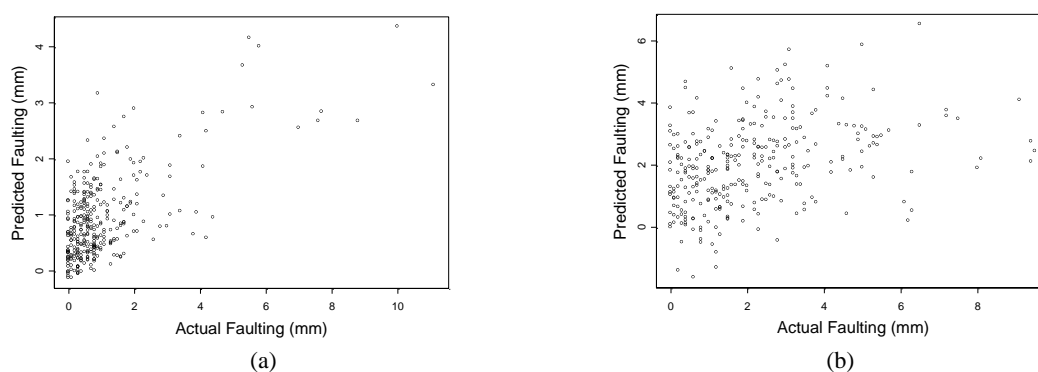 Predicted Faulting (mm)
4
3
2
1
0
0 2 4 6 8 10
Actual Faulting (mm)
(a)
Predicted Faulting (mm)
6
4
2
0
0 2 4 6 8
Actual Faulting (mm)
(b)